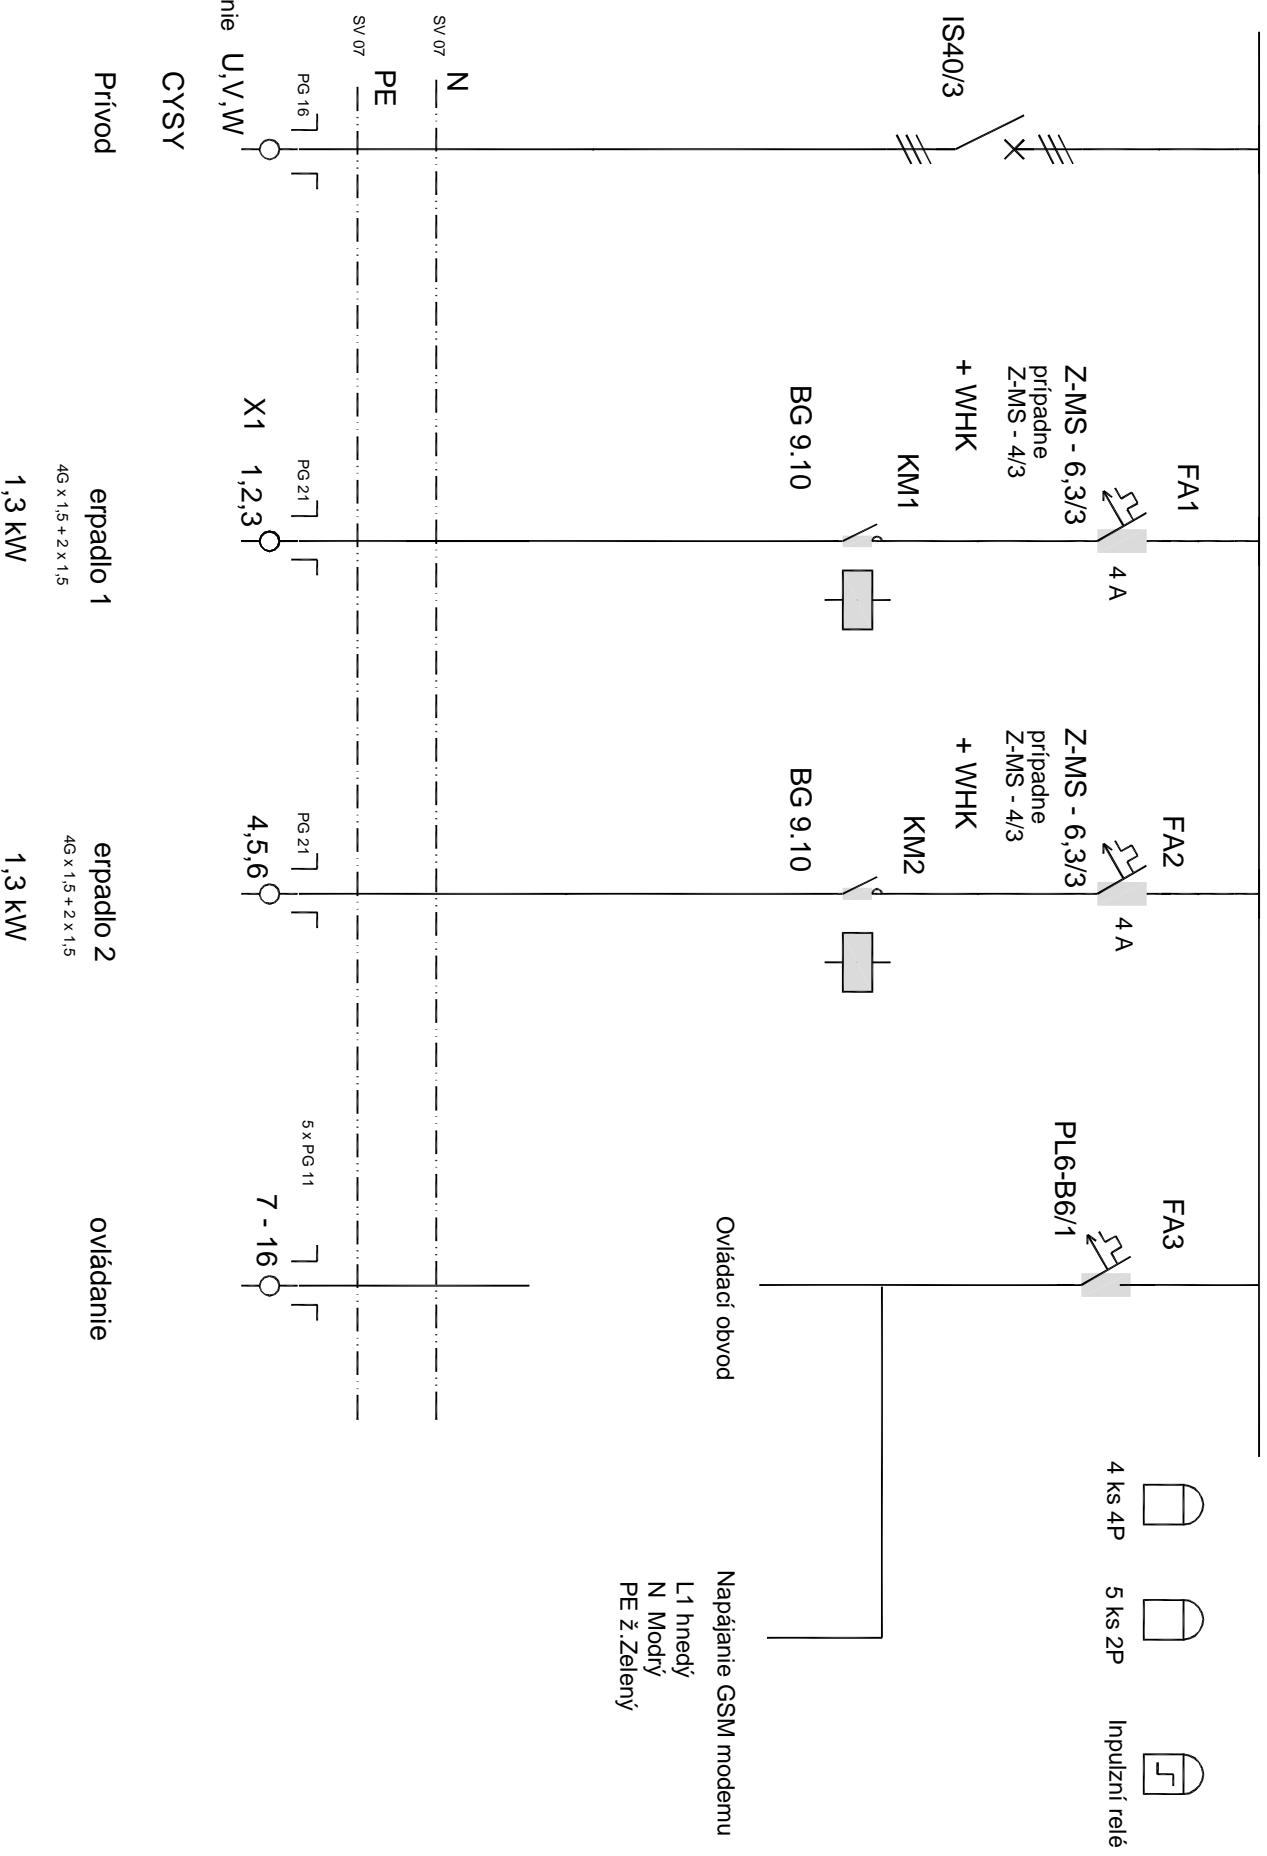 IS40/3
N
SV 07
PE
SV 07
PG 16
nie U,V,W
CYSY
Prívod
FA1
4 A
Z-MS - 6,3/3
prípadne
Z-MS - 4/3
+ WHK
KM1
BG 9.10
PG 21
X1 1,2,3
erpadlo 1
4G x 1,5 + 2 x 1,5
1,3 kW
FA2
4 A
Z-MS - 6,3/3
prípadne
Z-MS - 4/3
+ WHK
KM2
BG 9.10
PG 21
4,5,6
erpadlo 2
4G x 1,5 + 2 x 1,5
1,3 kW
FA3
PL6-B6/1
Ovládací obvod
5 x PG 11
7 - 16
ovládanie
4 ks 4P
5 ks 2P
Inpulzní relé
Napájanie GSM modemu
L1 hnedý
N Modrý
PE ž.Zelený